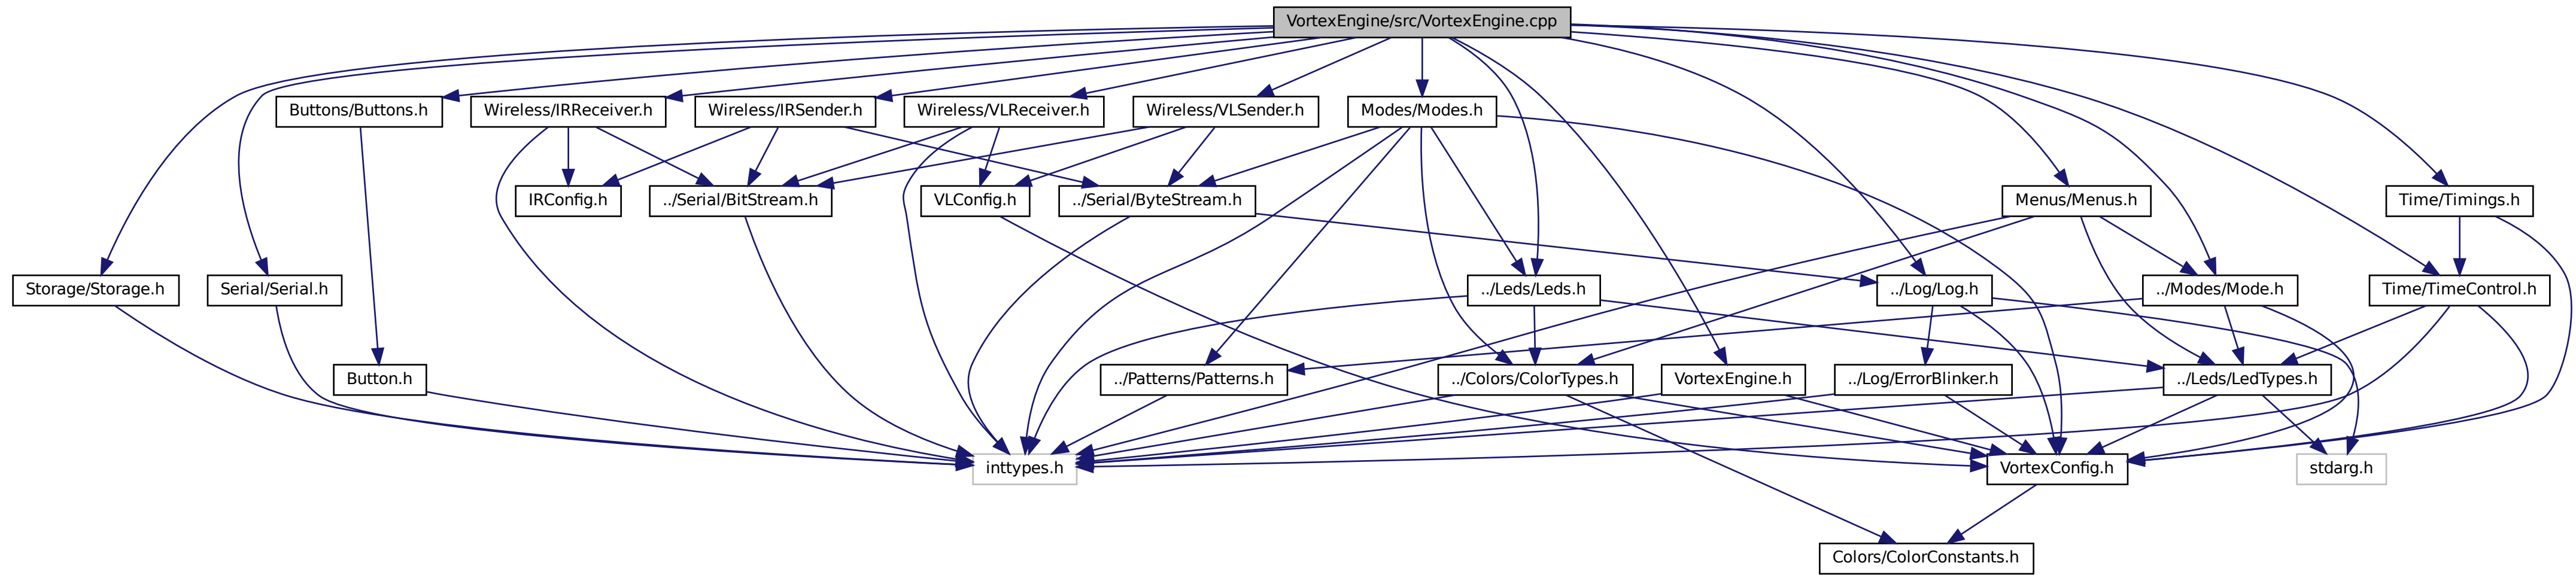 VortexEngine/src/VortexEngine.cpp
Buttons/Buttons.h
Wireless/IRReceiver.h
Wireless/IRSender.h
Wireless/VLReceiver.h
Wireless/VLSender.h
Modes/Modes.h
IRConfig.h
../Serial/BitStream.h
VLConfig.h
../Serial/ByteStream.h
Menus/Menus.h
Time/Timings.h
Storage/Storage.h
Serial/Serial.h
../Leds/Leds.h
../Log/Log.h
../Modes/Mode.h
Time/TimeControl.h
Button.h
../Patterns/Patterns.h
../Colors/ColorTypes.h
VortexEngine.h
../Log/ErrorBlinker.h
../Leds/LedTypes.h
inttypes.h
VortexConfig.h
stdarg.h
Colors/ColorConstants.h